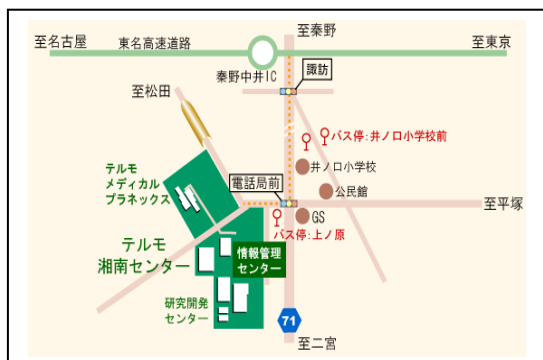 至秦野
至名古屋
東名高速道路
至東京
秦野中井IC
諏訪
至松田
バス停:井ノ口小学校前
井ノ口小学校
テルモ
メディカル
プラネックス
電話局前
公民館
至平塚
GS
バス停:上ノ原
テルモ
湘南センター
情報管理
センター
研究開発
センター
71
至二宮